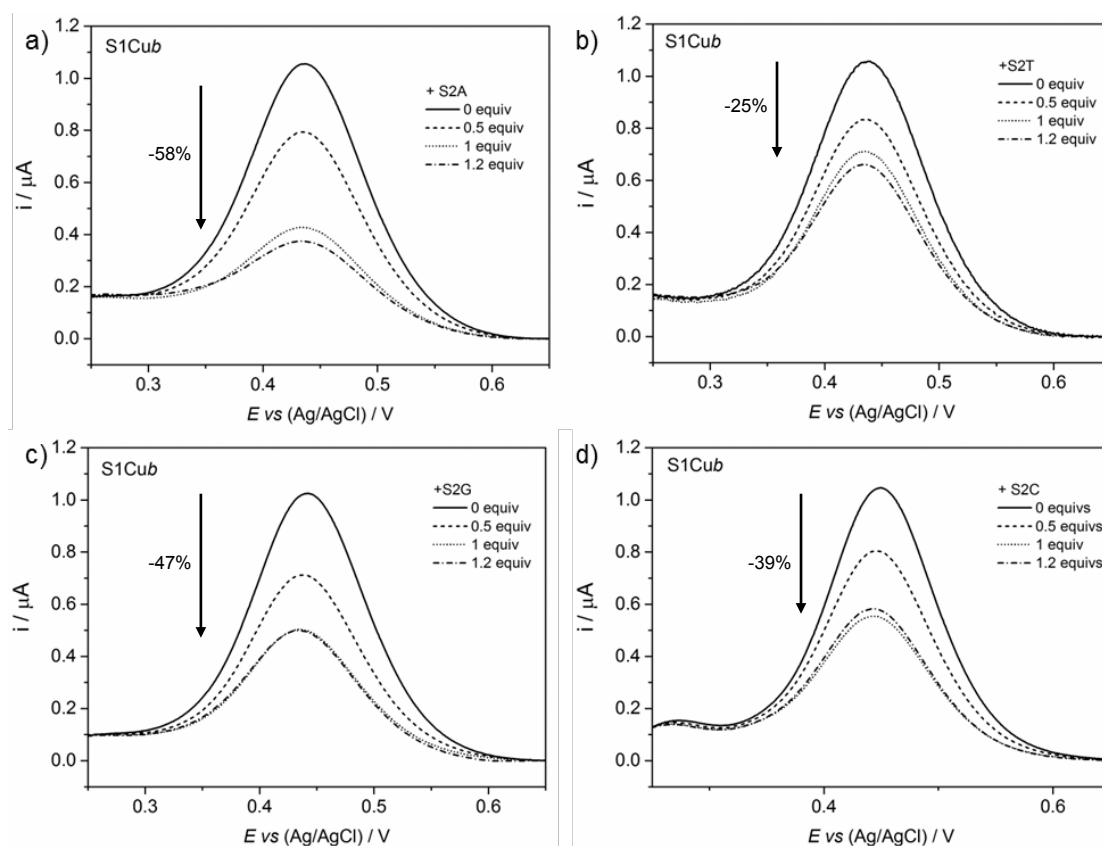 a)
S1Cub
+ S2A
0 equiv
0.5 equiv
1 equiv
1.2 equiv
-58%
1.2
1.0
0.8
0.6
0.4
0.2
0.0
i / μA
0.3 0.4 0.5 0.6
E vs (Ag/AgCl) / V
b)
S1Cub
+S2T
0 equiv
0.5 equiv
1 equiv
1.2 equiv
-25%
1.2
1.0
0.8
0.6
0.4
0.2
0.0
i / μA
0.3 0.4 0.5 0.6
E vs (Ag/AgCl) / V
c)
S1Cub
+S2G
0 equiv
0.5 equiv
1 equiv
1.2 equiv
-47%
1.2
1.0
0.8
0.6
0.4
0.2
0.0
i / μA
0.3 0.4 0.5 0.6
E vs (Ag/AgCl) / V
d)
S1Cub
+ S2C
0 equivs
0.5 equivs
1 equiv
1.2 equivs
-39%
1.2
1.0
0.8
0.6
0.4
0.2
0.0
i / μA
0.4 0.6
E vs (Ag/AgCl) / V